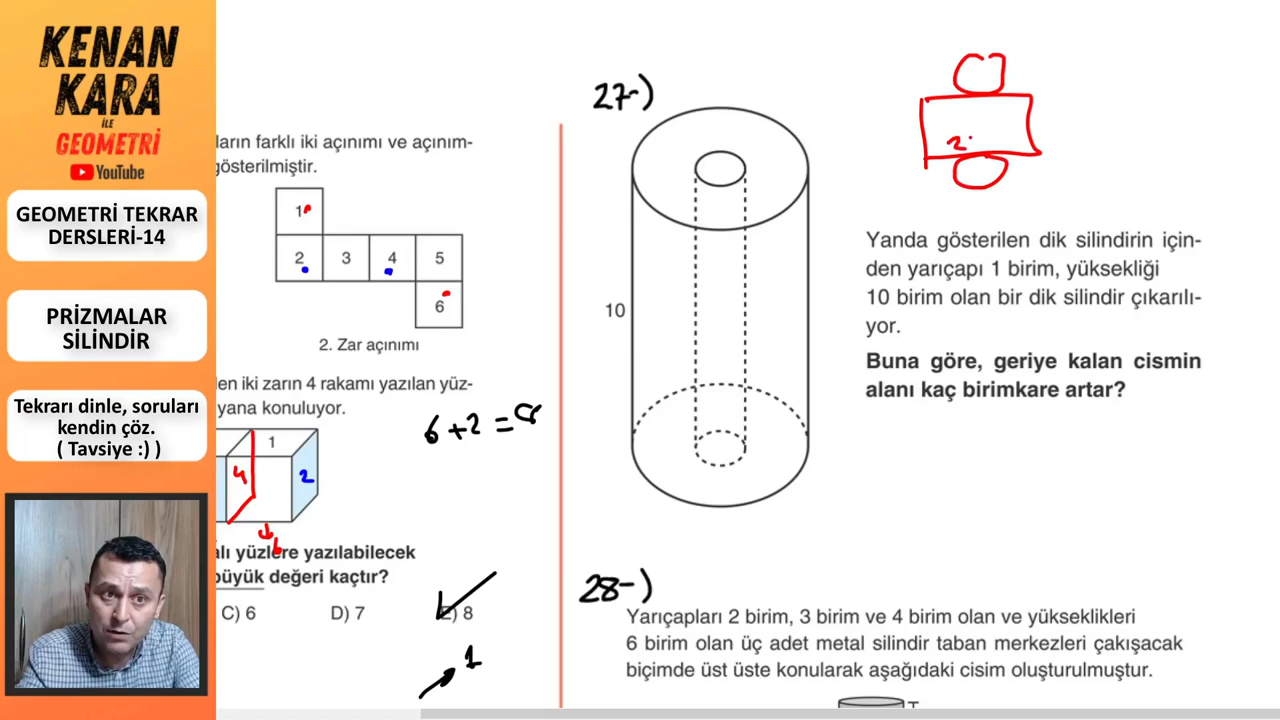 KENAN
KARA
İLE
GEOMETRİ
YouTube
GEOMETRİ TEKRAR
DERSLERİ-14
PRİZMALAR
SİLİNDİR
Tekrarı dinle, soruları
kendin çöz.
( Tavsiye :) )
ların farklı iki açınımı ve açınım-
gösterilmiştir.
1
2 3 4 5
6
2. Zar açınımı
en iki zarın 4 rakamı yazılan yüz-
yana konuluyor.
6+2=8
1
4
2
alı yüzlere yazılabilecek
büyük değeri kaçtır?
C) 6 D) 7 E) 8
1
27-)
10
Yanda gösterilen dik silindirin için-
den yarıçapı 1 birim, yüksekliği
10 birim olan bir dik silindir çıkarılı-
yor.
Buna göre, geriye kalan cismin
alanı kaç birimkare artar?
28-)
Yarıçapları 2 birim, 3 birim ve 4 birim olan ve yükseklikleri
6 birim olan üç adet metal silindir taban merkezleri çakışacak
biçimde üst üste konularak aşağıdaki cisim oluşturulmuştur.